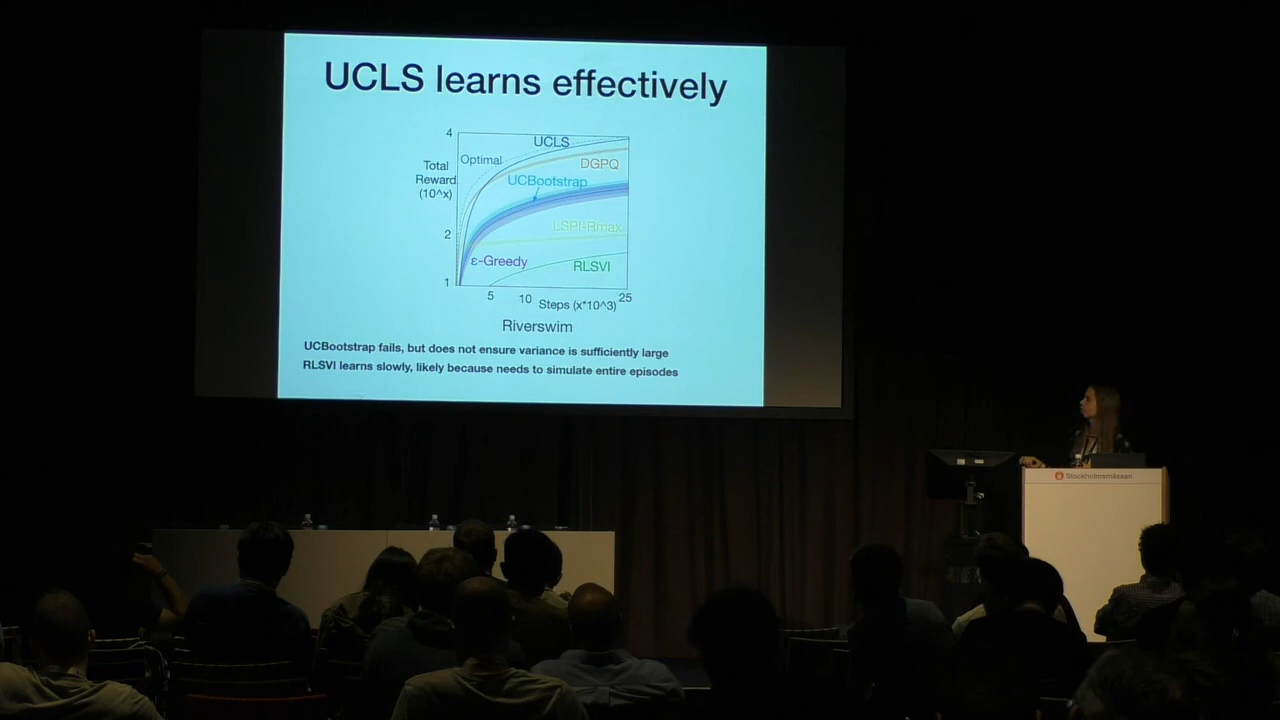 UCLS learns effectively
4
UCLS
Optimal
DGPQ
Total
Reward
(10^x)
UCBootstrap
2
LSPI-Rmax
ε-Greedy
RLSVI
1
5
10
Steps (x*10^3)
25
Riverswim
UCBootstrap fails, but does not ensure variance is sufficiently large
RLSVI learns slowly, likely because needs to simulate entire episodes
Stockholmsmässan